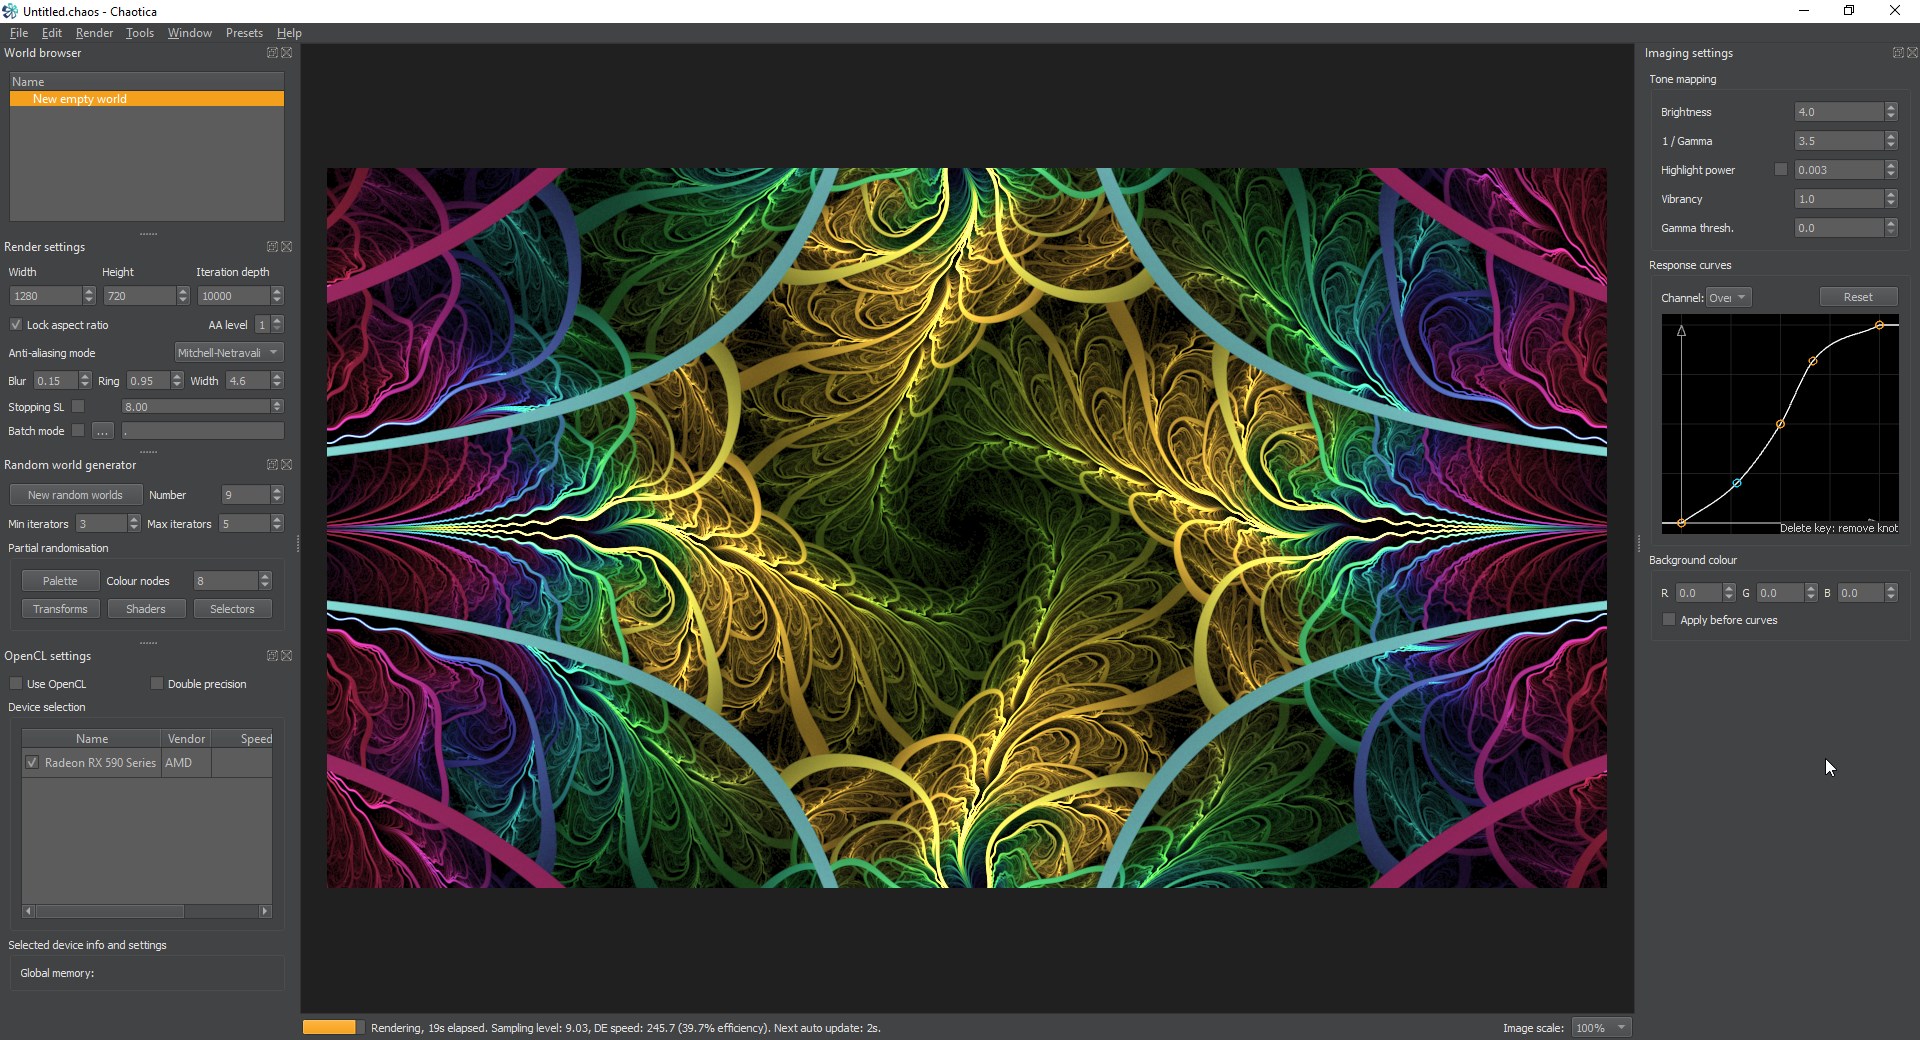 Untitled.chaos - Chaotica
File Edit Render Tools Window Presets Help
World browser
Name
New empty world
Render settings
Width Height Iteration depth
1280 720 10000
Lock aspect ratio AA level 1
Anti-aliasing mode Mitchell-Netravali
Blur 0.15 Ring 0.95 Width 4.6
Stopping SL 8.00
Batch mode ... .
Random world generator
New random worlds Number 9
Min iterators 3 Max iterators 5
Partial randomisation
Palette Colour nodes 8
Transforms Shaders Selectors
OpenCL settings
Use OpenCL Double precision
Device selection
Name Vendor Speed
Radeon RX 590 Series AMD
Selected device info and settings
Global memory:
Rendering, 19s elapsed. Sampling level: 9.03, DE speed: 245.7 (39.7% efficiency). Next auto update: 2s.
Image scale: 100%
Imaging settings
Tone mapping
Brightness 4.0
1 / Gamma 3.5
Highlight power 0.003
Vibrancy 1.0
Gamma thresh. 0.0
Response curves
Channel: Over Reset
Delete key: remove knot
Background colour
R 0.0 G 0.0 B 0.0
Apply before curves